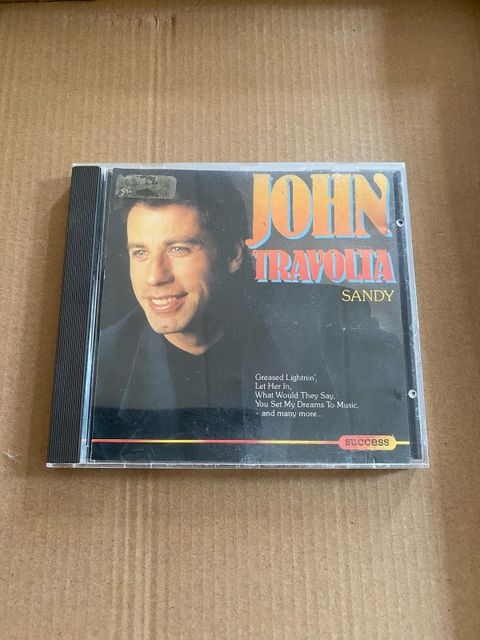 JOHN
TRAVOLTA
SANDY
Greased Lightnin',
Let Her In,
What Would They Say,
You Set My Dreams To Music,
- and many more...
success